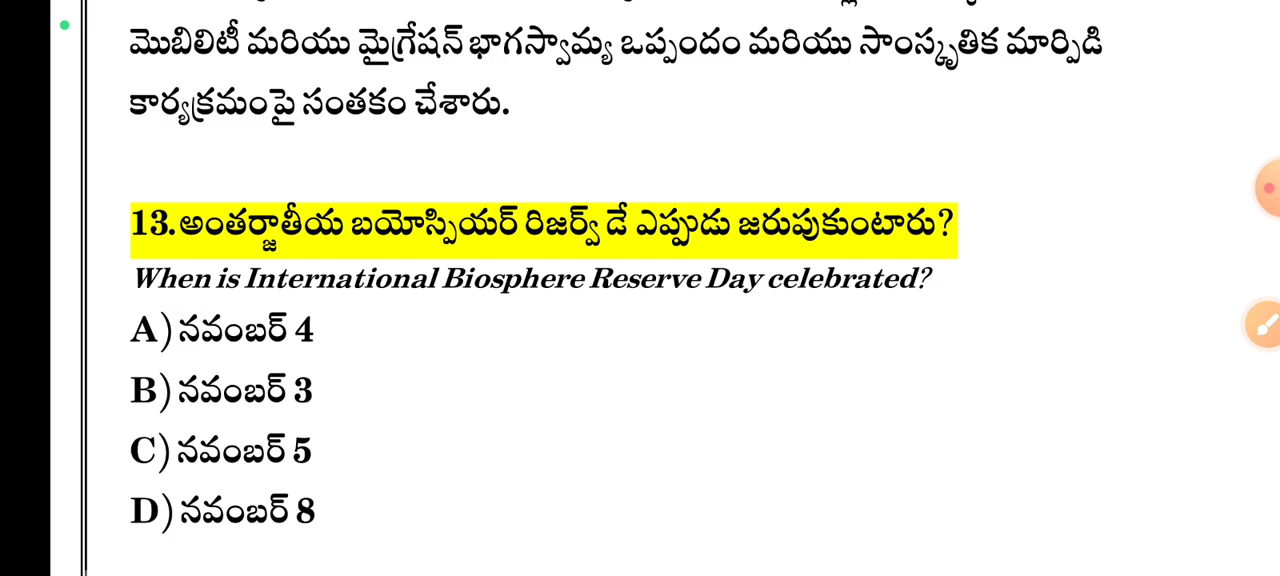 మొబిలిటీ మరియు మైగ్రేషన్ భాగస్వామ్య ఒప్పందం మరియు సాంస్కృతిక మార్పిడి
కార్యక్రమంపై సంతకం చేశారు.
13.అంతర్జాతీయ బయోస్పియర్ రిజర్వ్ డే ఎప్పుడు జరుపుకుంటారు?
When is International Biosphere Reserve Day celebrated?
A) నవంబర్ 4
B) నవంబర్ 3
C) నవంబర్ 5
D) నవంబర్ 8